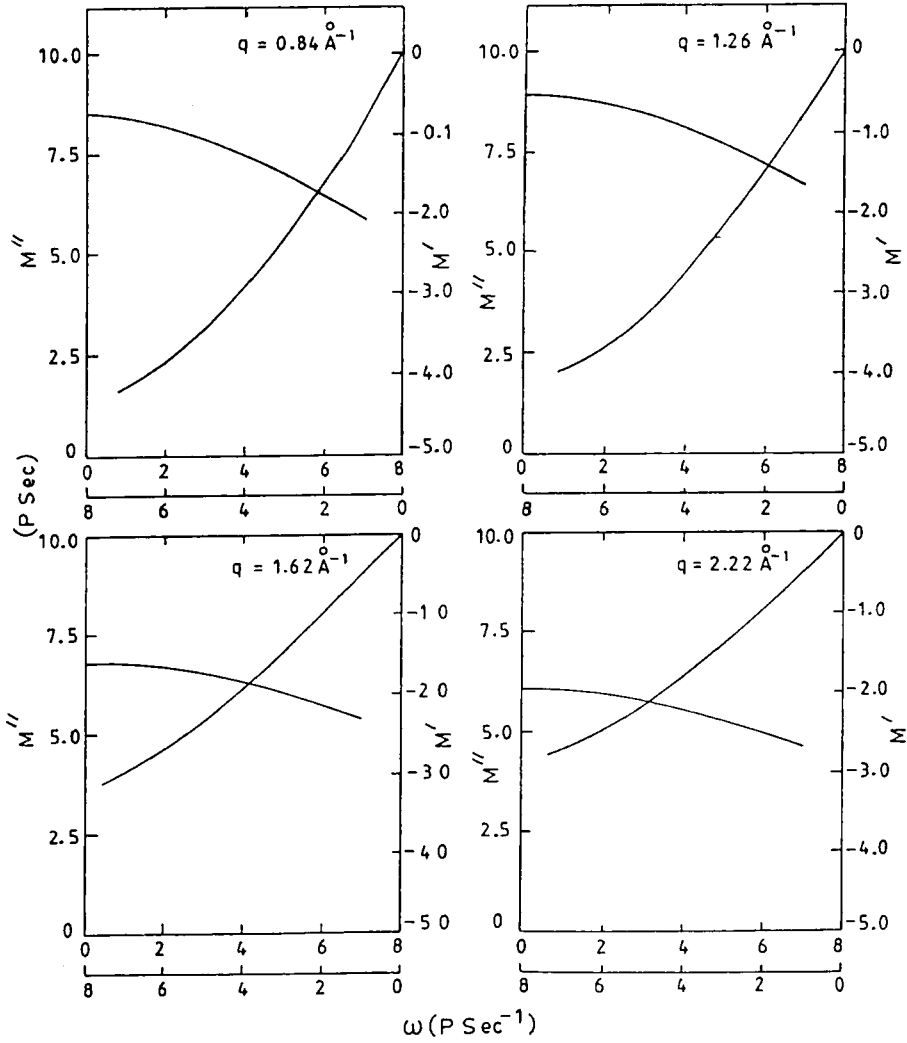 q = 0.84 Å⁻¹
10.0
7.5
5.0
2.5
0
M″
0
-0.1
-2.0
-3.0
-4.0
-5.0
M′
0 2 4 6 8
8 6 4 2 0
q = 1.26 Å⁻¹
10.0
7.5
5.0
2.5
0
M″
0
-1.0
-2.0
-3.0
-4.0
-5.0
M′
0 2 4 6 8
8 6 4 2 0
(P Sec)
q = 1.62 Å⁻¹
10.0
7.5
5.0
2.5
0
M″
0
-1 0
-2 0
-3 0
-4 0
-5 0
M′
0 2 4 6 8
8 6 4 2 0
q = 2.22 Å⁻¹
10.0
7.5
5.0
2.5
0
M″
0
-1.0
-2.0
-3.0
-4.0
-5.0
M′
0 2 4 6 8
8 6 4 2 0
ω (P Sec⁻¹)